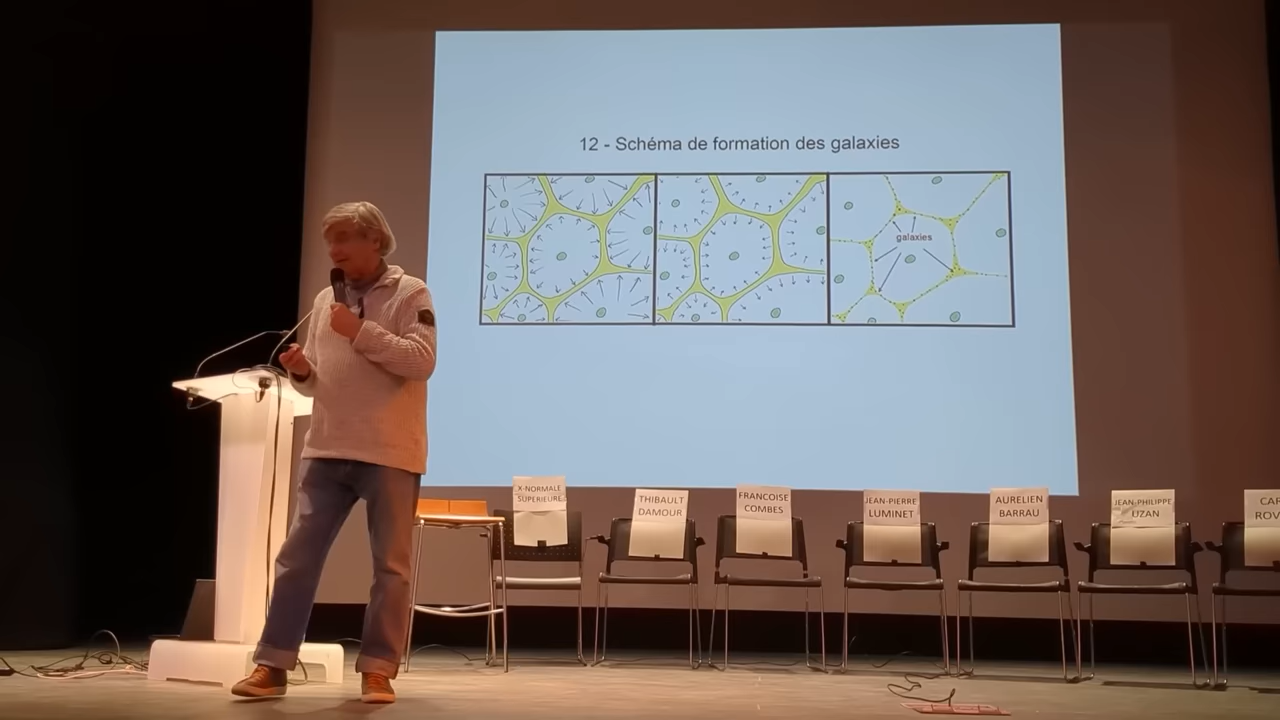 12 - Schéma de formation des galaxies
galaxies
X-NORMALE
SUPERIEURE
THIBAULT
DAMOUR
FRANCOISE
COMBES
JEAN-PIERRE
LUMINET
AURELIEN
BARRAU
JEAN-PHILIPPE
UZAN
CAR
ROV